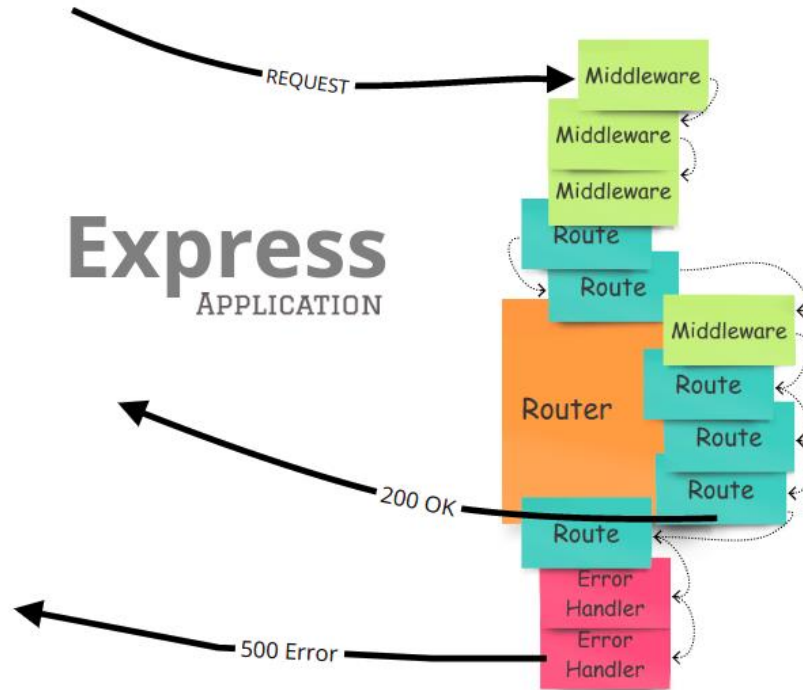 REQUEST
Middleware
Middleware
Middleware
Route
Route
Express
APPLICATION
Middleware
Route
Router
Route
Route
200 OK
Route
Error
Handler
500 Error
Error
Handler